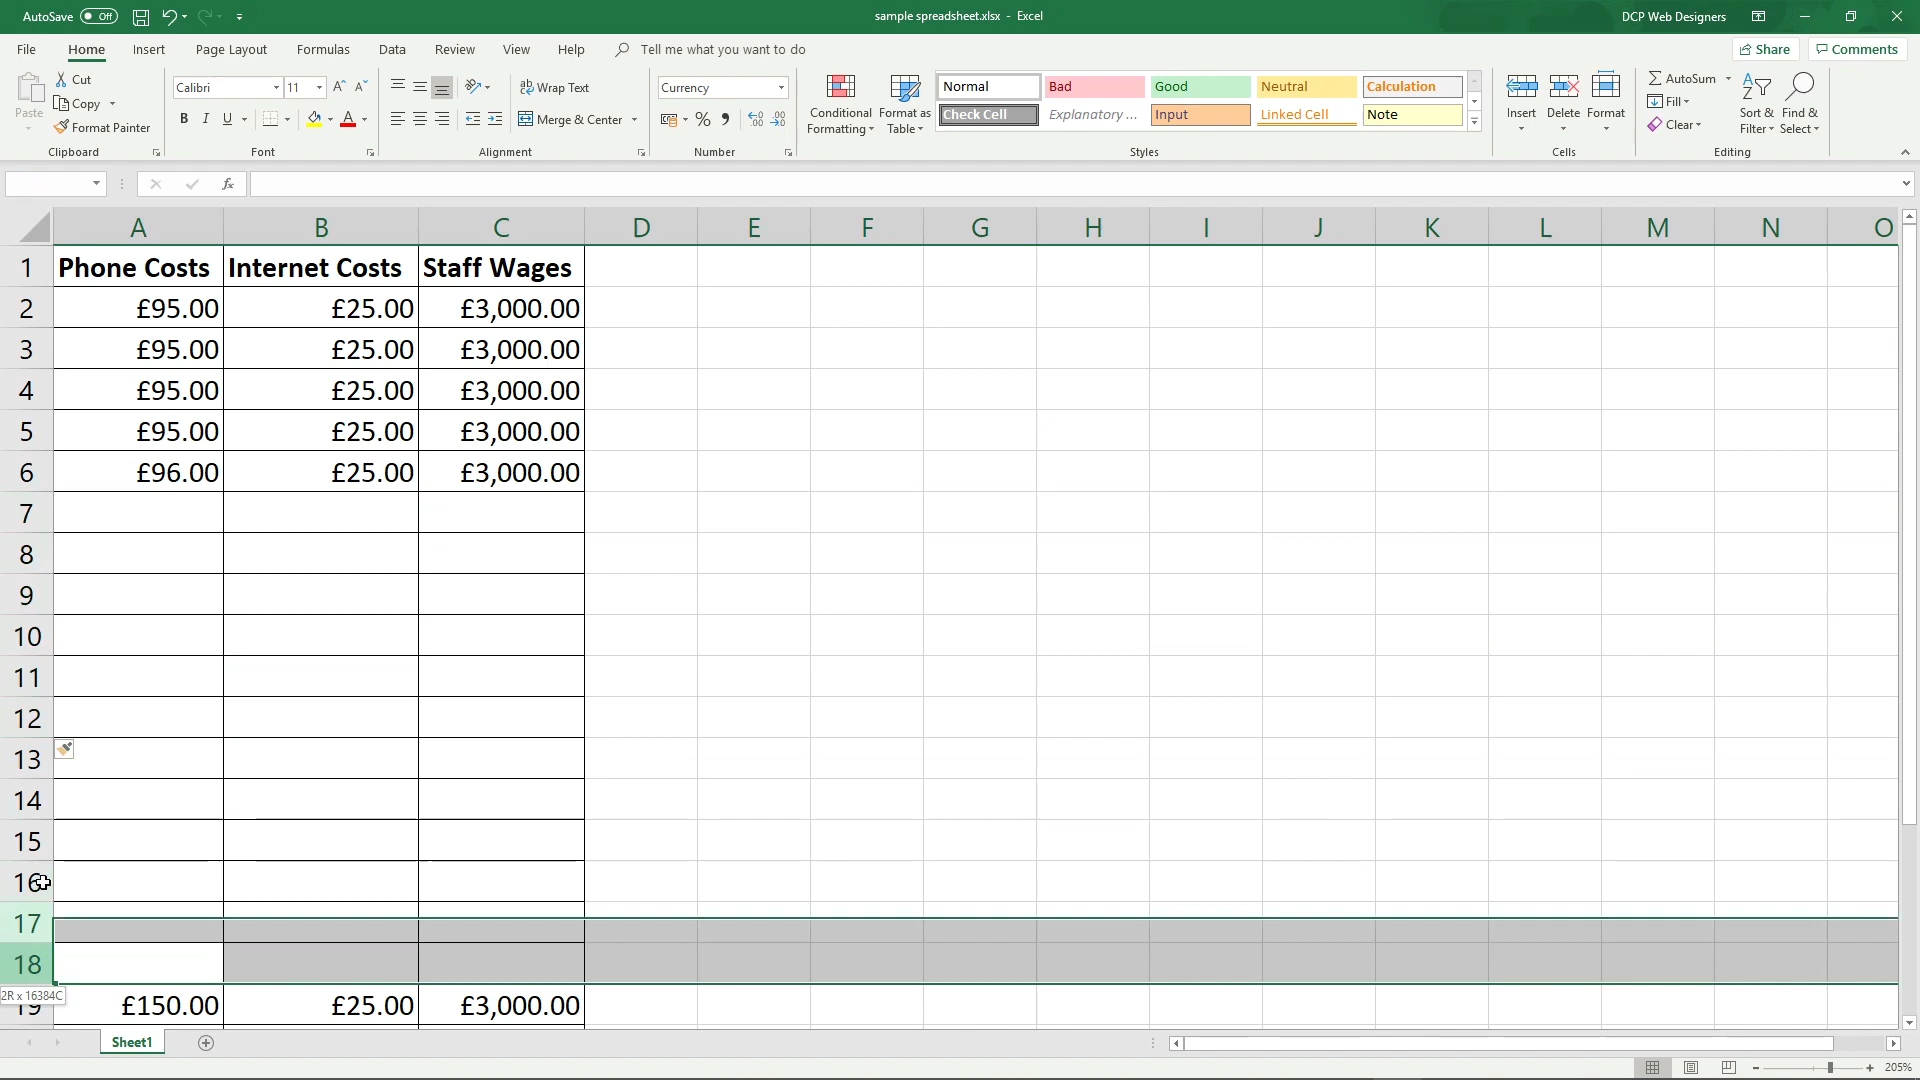 AutoSave Off sample spreadsheet.xlsx - Excel DCP Web Designers
File Home Insert Page Layout Formulas Data Review View Help Tell me what you want to do Share Comments
Paste Cut Copy Format Painter
Calibri 11 A A
B I U A
Wrap Text
Merge & Center
Currency
% ,
Conditional Formatting
Format as Table
Normal Bad Good Neutral Calculation
Check Cell Explanatory ... Input Linked Cell Note
Insert Delete Format
AutoSum
Fill
Clear
Sort & Filter
Find & Select
Clipboard Font Alignment Number Styles Cells Editing
fx
A B C D E F G H I J K L M N O
1 Phone Costs Internet Costs Staff Wages
2 £95.00 £25.00 £3,000.00
3 £95.00 £25.00 £3,000.00
4 £95.00 £25.00 £3,000.00
5 £95.00 £25.00 £3,000.00
6 £96.00 £25.00 £3,000.00
7
8
9
10
11
12
13
14
15
16
17
18
2R x 16384C
19 £150.00 £25.00 £3,000.00
Sheet1
205%